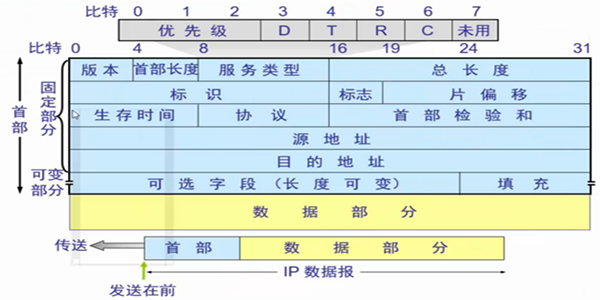 比特 0 1 2 3 4 5 6 7
优先级 D T R C 未用
比特 0 4 8 16 19 24 31
版本 首部长度 服务类型 总长度
标识 标志 片偏移
生存时间 协议 首部检验和
源地址
目的地址
可选字段（长度可变） 填充
首部
固定部分
可变部分
数据部分
传送 首部 数据部分
IP 数据报
发送在前